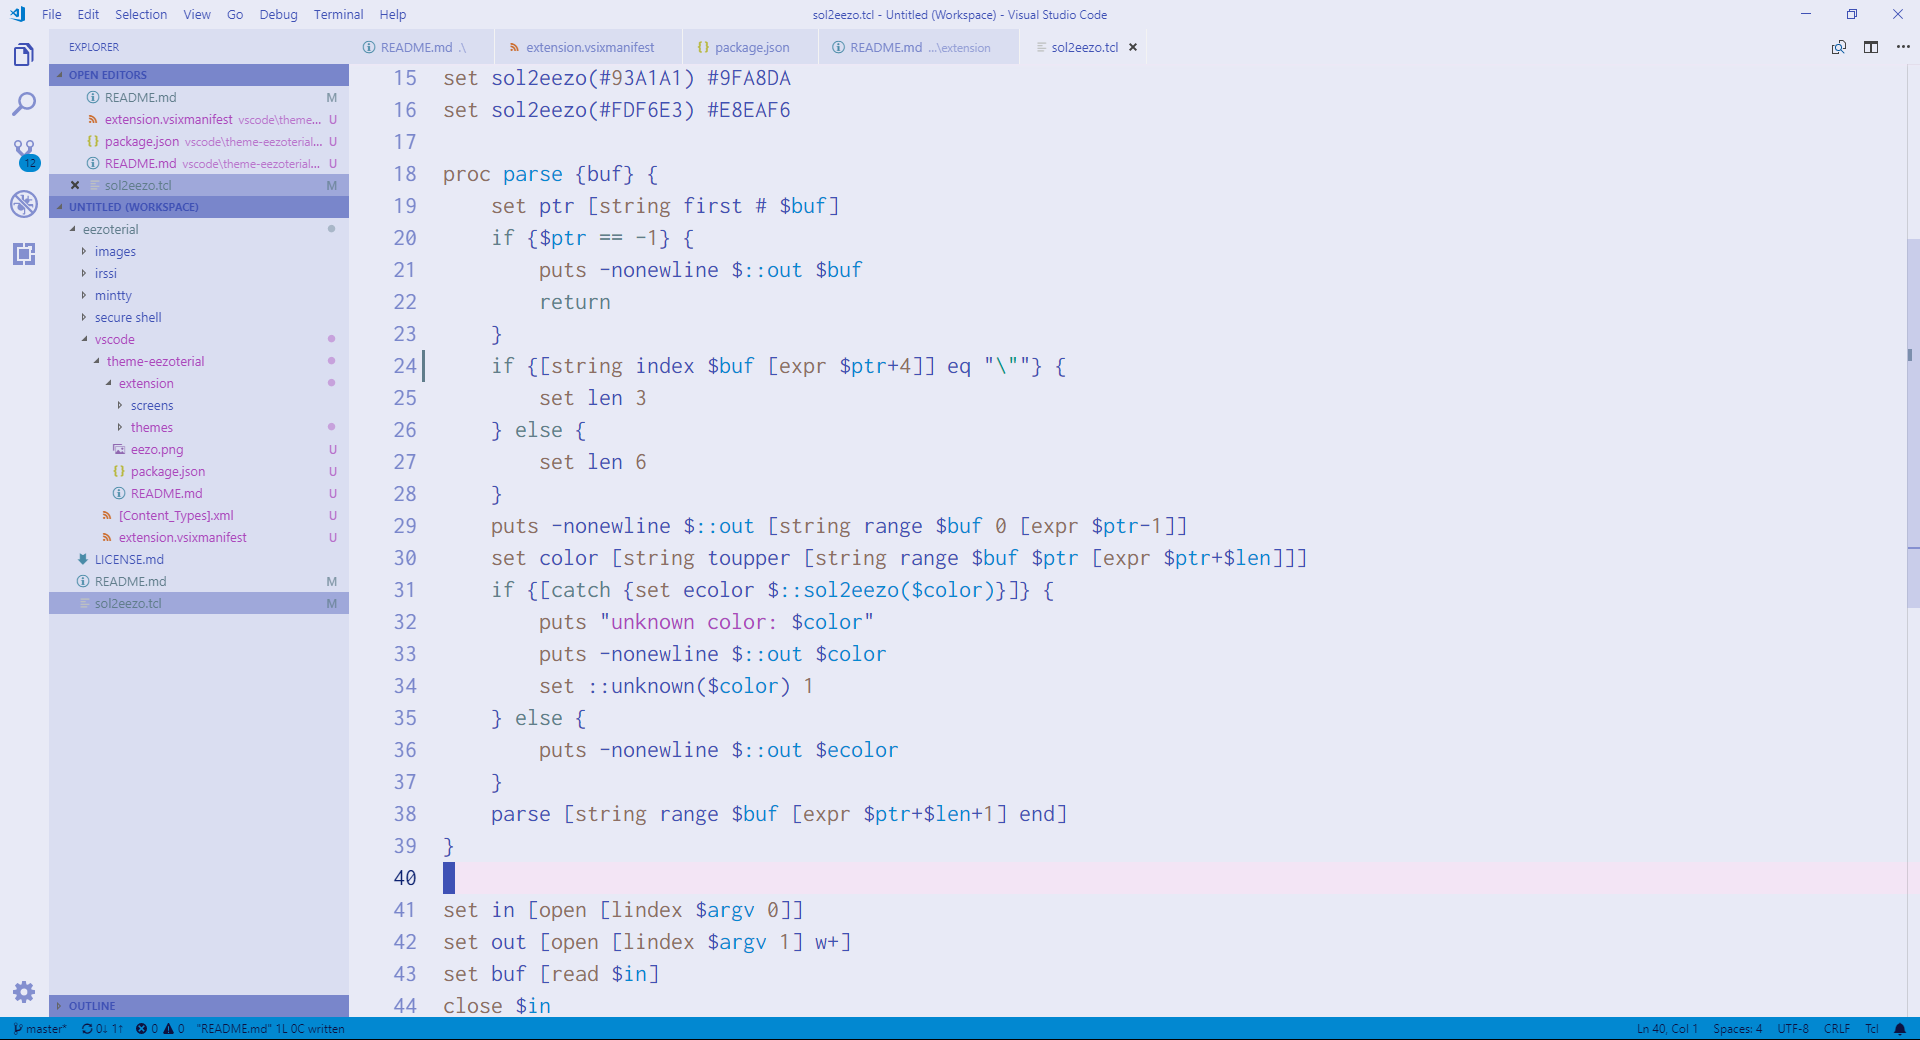 File Edit Selection View Go Debug Terminal Help
sol2eezo.tcl - Untitled (Workspace) - Visual Studio Code
EXPLORER
README.md .\
extension.vsixmanifest
package.json
README.md ...\extension
sol2eezo.tcl
OPEN EDITORS
README.md M
extension.vsixmanifest vscode\theme... U
package.json vscode\theme-eezoterial... U
README.md vscode\theme-eezoterial... U
sol2eezo.tcl M
UNTITLED (WORKSPACE)
eezoterial
images
irssi
mintty
secure shell
vscode
theme-eezoterial
extension
screens
themes
eezo.png U
package.json U
README.md U
[Content_Types].xml U
extension.vsixmanifest U
LICENSE.md
README.md M
sol2eezo.tcl M
OUTLINE
12
15 set sol2eezo(#93A1A1) #9FA8DA
16 set sol2eezo(#FDF6E3) #E8EAF6
17
18 proc parse {buf} {
19     set ptr [string first # $buf]
20     if {$ptr == -1} {
21         puts -nonewline $::out $buf
22         return
23     }
24     if {[string index $buf [expr $ptr+4]] eq "\""} {
25         set len 3
26     } else {
27         set len 6
28     }
29     puts -nonewline $::out [string range $buf 0 [expr $ptr-1]]
30     set color [string toupper [string range $buf $ptr [expr $ptr+$len]]]
31     if {[catch {set ecolor $::sol2eezo($color)}]} {
32         puts "unknown color: $color"
33         puts -nonewline $::out $color
34         set ::unknown($color) 1
35     } else {
36         puts -nonewline $::out $ecolor
37     }
38     parse [string range $buf [expr $ptr+$len+1] end]
39 }
40
41 set in [open [lindex $argv 0]]
42 set out [open [lindex $argv 1] w+]
43 set buf [read $in]
44 close $in
master* 0↓ 1↑ 0 0 "README.md" 1L 0C written
Ln 40, Col 1 Spaces: 4 UTF-8 CRLF Tcl